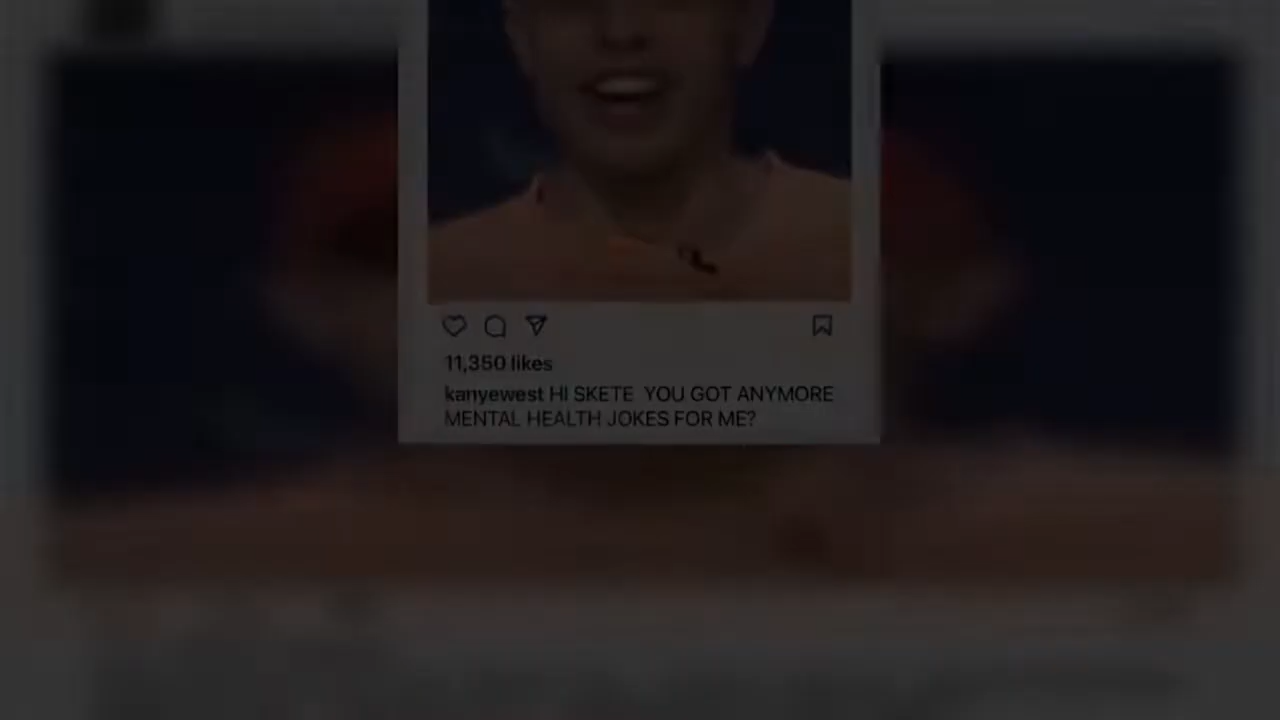 11,350 likes
kanyewest HI SKETE YOU GOT ANYMORE
MENTAL HEALTH JOKES FOR ME?